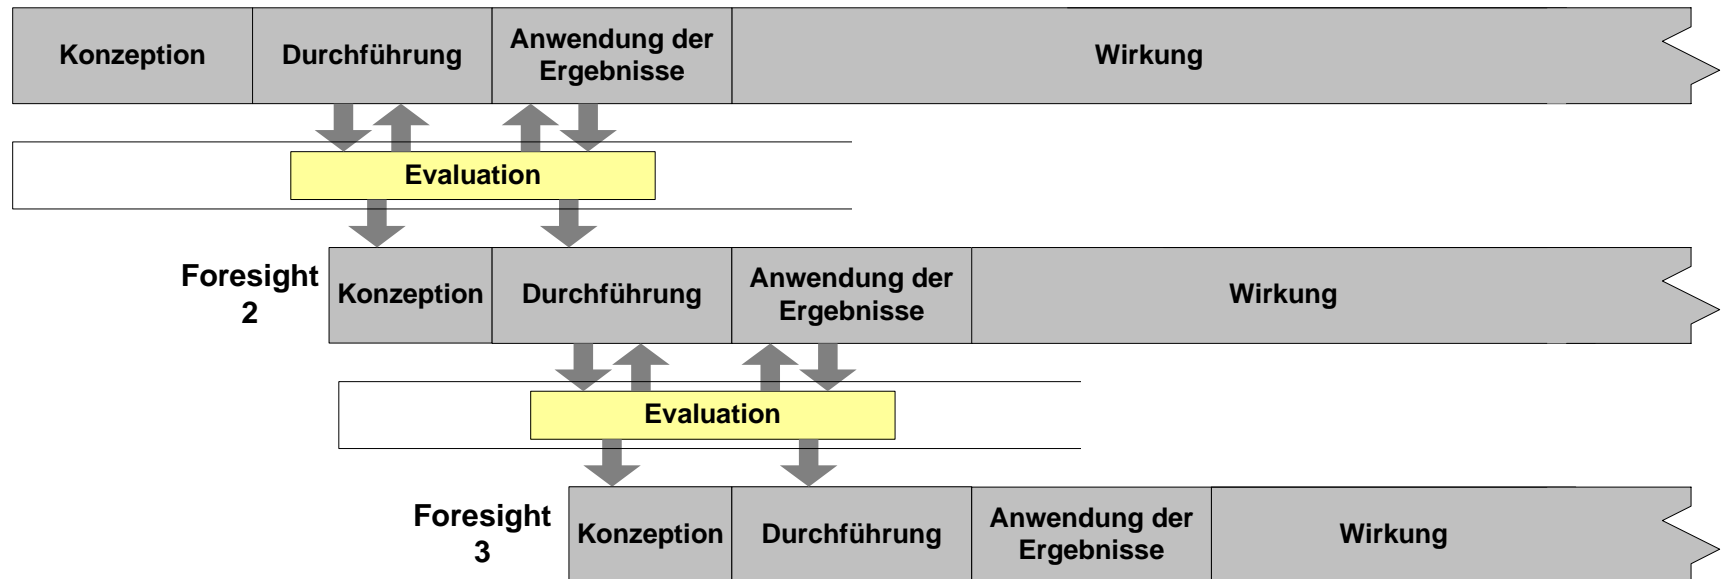 Konzeption
Durchführung
Anwendung der
Ergebnisse
Wirkung
Evaluation
Foresight
2
Konzeption
Durchführung
Anwendung der
Ergebnisse
Wirkung
Evaluation
Foresight
3
Konzeption
Durchführung
Anwendung der
Ergebnisse
Wirkung